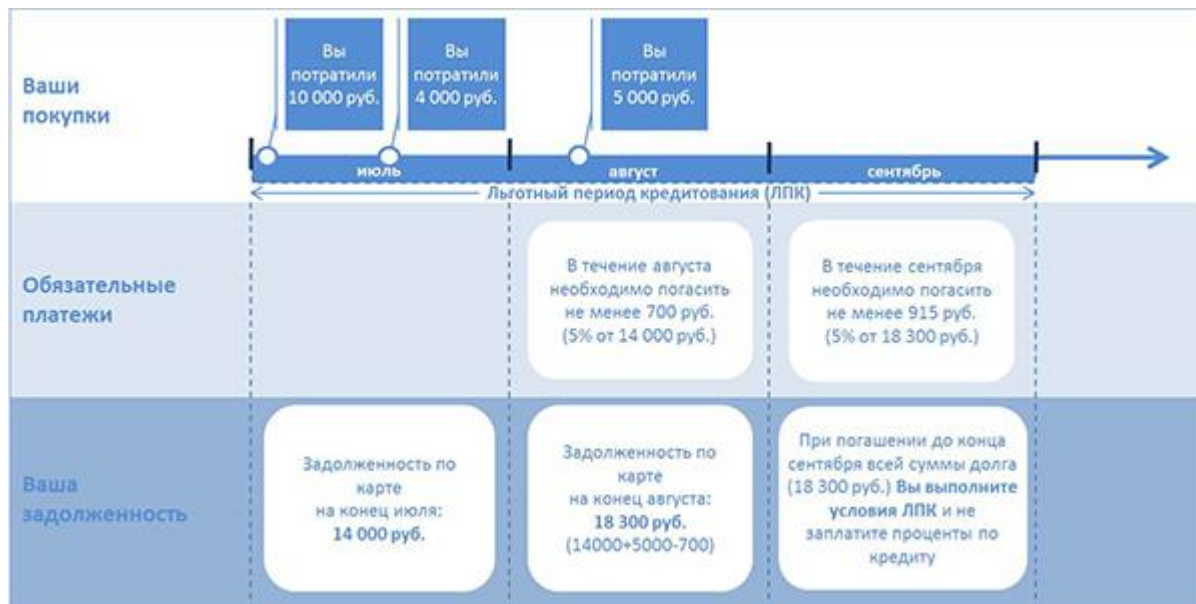 Ваши
покупки
Вы
потратили
10 000 руб.
Вы
потратили
4 000 руб.
Вы
потратили
5 000 руб.
июль
август
сентябрь
Льготный период кредитования (ЛПК)
Обязательные
платежи
В течение августа
необходимо погасить
не менее 700 руб.
(5% от 14 000 руб.)
В течение сентября
необходимо погасить
не менее 915 руб.
(5% от 18 300 руб.)
Ваша
задолженность
Задолженность по
карте
на конец июля:
14 000 руб.
Задолженность по
карте
на конец августа:
18 300 руб.
(14000+5000-700)
При погашении до конца
сентября всей суммы долга
(18 300 руб.) Вы выполните
условия ЛПК и не
заплатите проценты по
кредиту